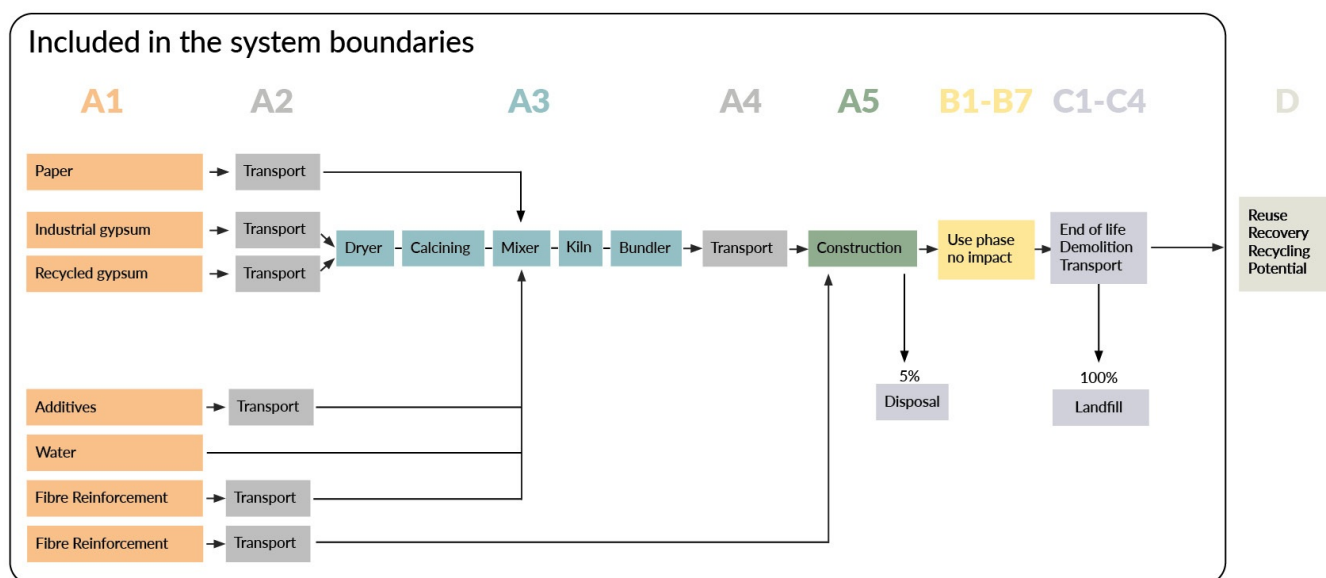 Included in the system boundaries
A1 A2 A3 A4 A5 B1-B7 C1-C4 D
Paper
Transport
Industrial gypsum
Transport
Recycled gypsum
Transport
Dryer
Calcining
Mixer
Kiln
Bundler
Transport
Construction
Use phase
no impact
End of life
Demolition
Transport
Reuse
Recovery
Recycling
Potential
5%
Disposal
100%
Landfill
Additives
Transport
Water
Fibre Reinforcement
Transport
Fibre Reinforcement
Transport